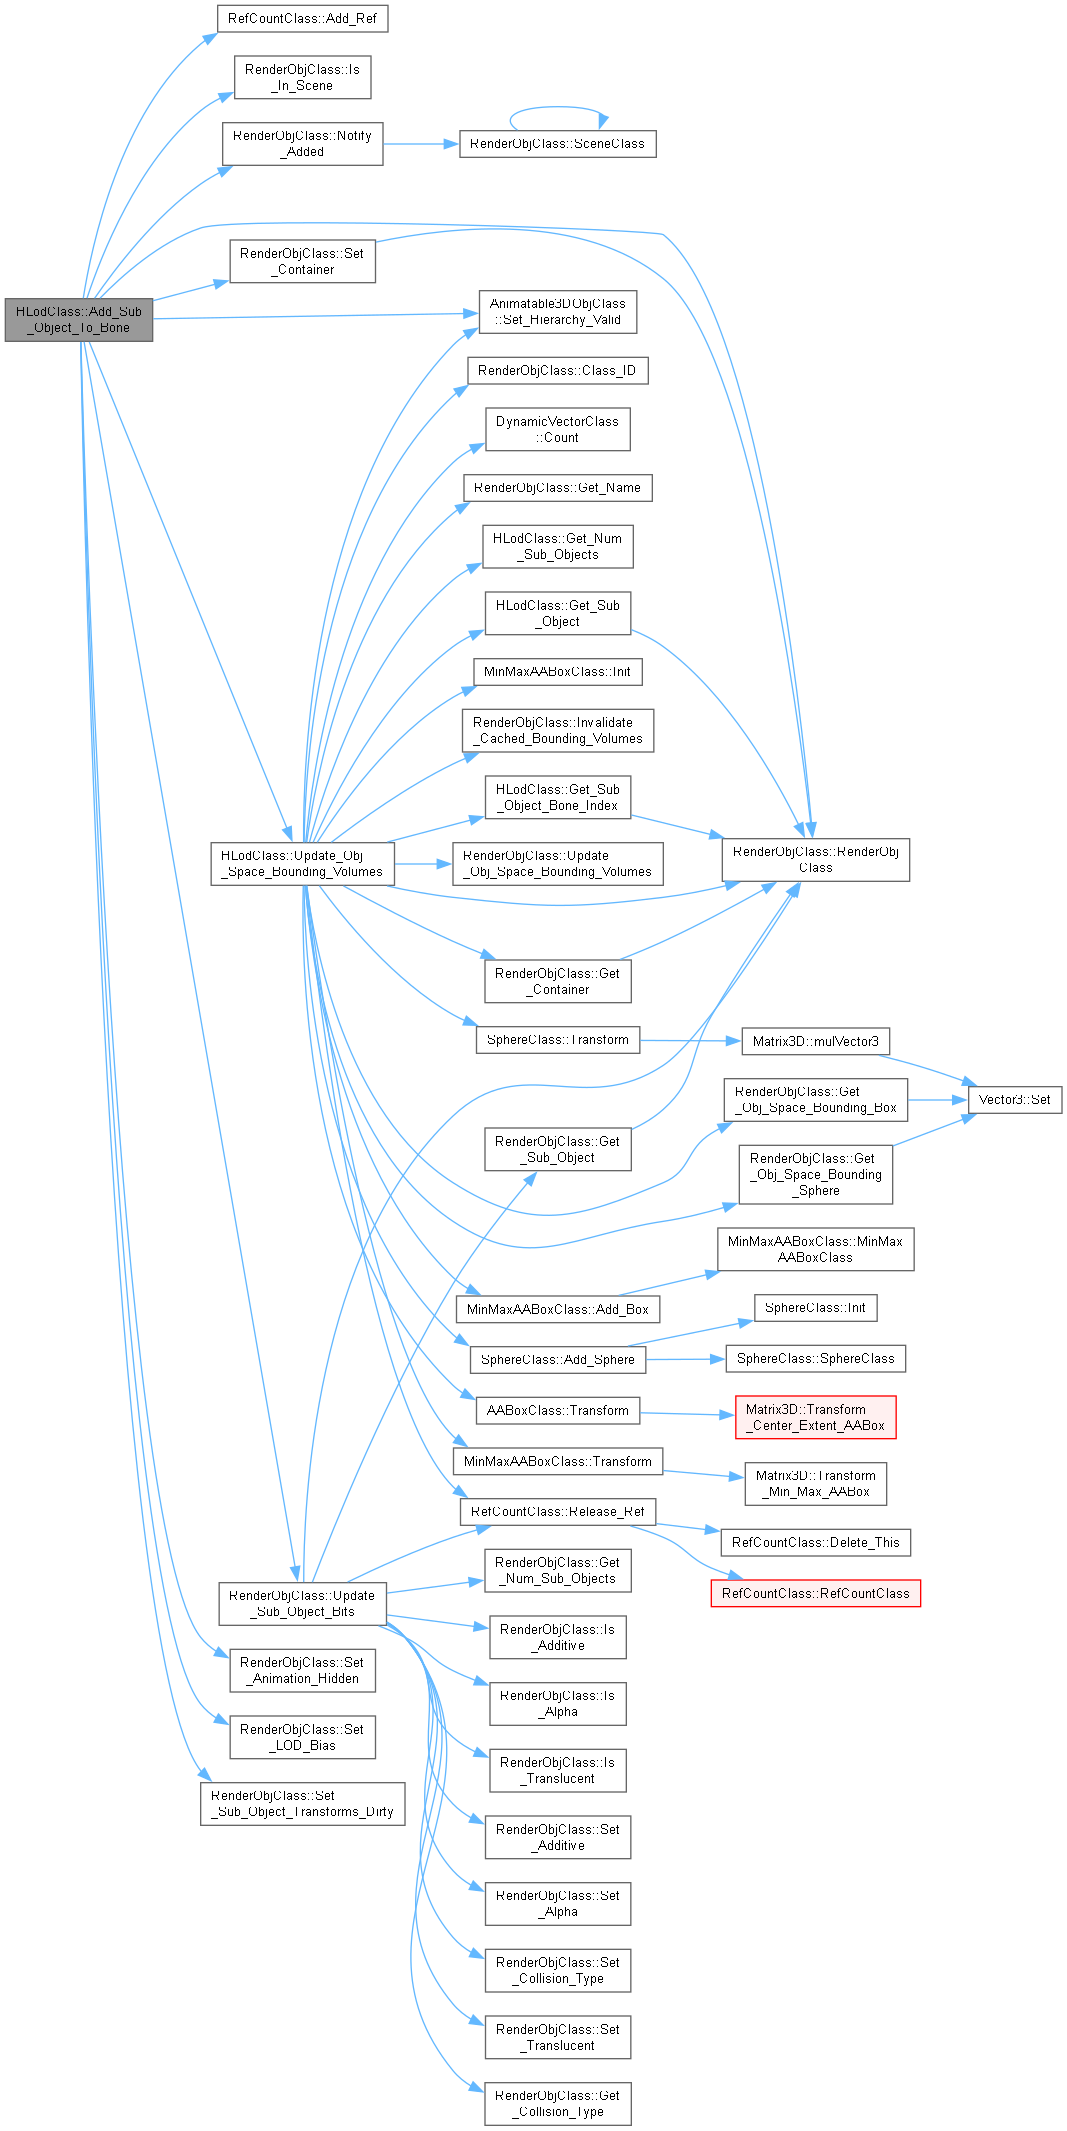 RefCountClass::Add_Ref
RenderObjClass::Is
_In_Scene
RenderObjClass::Notify
_Added
RenderObjClass::SceneClass
RenderObjClass::Set
_Container
HLodClass::Add_Sub
_Object_To_Bone
Animatable3DObjClass
::Set_Hierarchy_Valid
RenderObjClass::Class_ID
DynamicVectorClass
::Count
RenderObjClass::Get_Name
HLodClass::Get_Num
_Sub_Objects
HLodClass::Get_Sub
_Object
MinMaxAABoxClass::Init
RenderObjClass::Invalidate
_Cached_Bounding_Volumes
HLodClass::Get_Sub
_Object_Bone_Index
HLodClass::Update_Obj
_Space_Bounding_Volumes
RenderObjClass::Update
_Obj_Space_Bounding_Volumes
RenderObjClass::RenderObj
Class
RenderObjClass::Get
_Container
SphereClass::Transform
Matrix3D::mulVector3
RenderObjClass::Get
_Obj_Space_Bounding_Box
Vector3::Set
RenderObjClass::Get
_Sub_Object
RenderObjClass::Get
_Obj_Space_Bounding
_Sphere
MinMaxAABoxClass::MinMax
AABoxClass
MinMaxAABoxClass::Add_Box
SphereClass::Init
SphereClass::Add_Sphere
SphereClass::SphereClass
AABoxClass::Transform
Matrix3D::Transform
_Center_Extent_AABox
MinMaxAABoxClass::Transform
Matrix3D::Transform
_Min_Max_AABox
RefCountClass::Release_Ref
RefCountClass::Delete_This
RefCountClass::RefCountClass
RenderObjClass::Get
_Num_Sub_Objects
RenderObjClass::Update
_Sub_Object_Bits
RenderObjClass::Is
_Additive
RenderObjClass::Set
_Animation_Hidden
RenderObjClass::Is
_Alpha
RenderObjClass::Set
_LOD_Bias
RenderObjClass::Is
_Translucent
RenderObjClass::Set
_Sub_Object_Transforms_Dirty
RenderObjClass::Set
_Additive
RenderObjClass::Set
_Alpha
RenderObjClass::Set
_Collision_Type
RenderObjClass::Set
_Translucent
RenderObjClass::Get
_Collision_Type